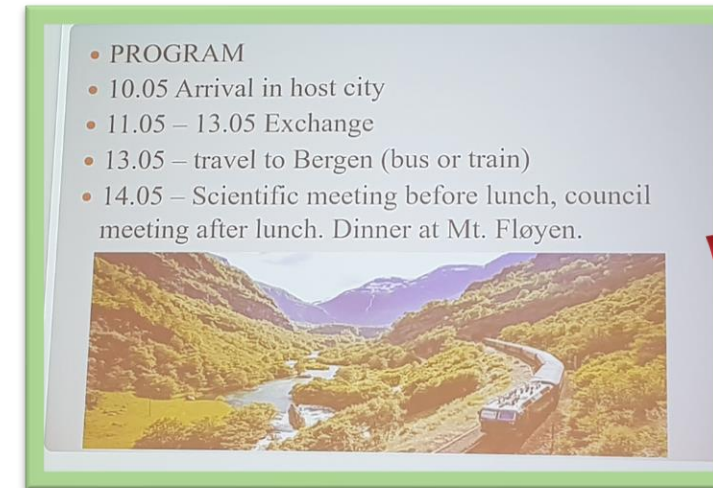 • PROGRAM
• 10.05 Arrival in host city
• 11.05 – 13.05 Exchange
• 13.05 – travel to Bergen (bus or train)
• 14.05 – Scientific meeting before lunch, council
meeting after lunch. Dinner at Mt. Fløyen.